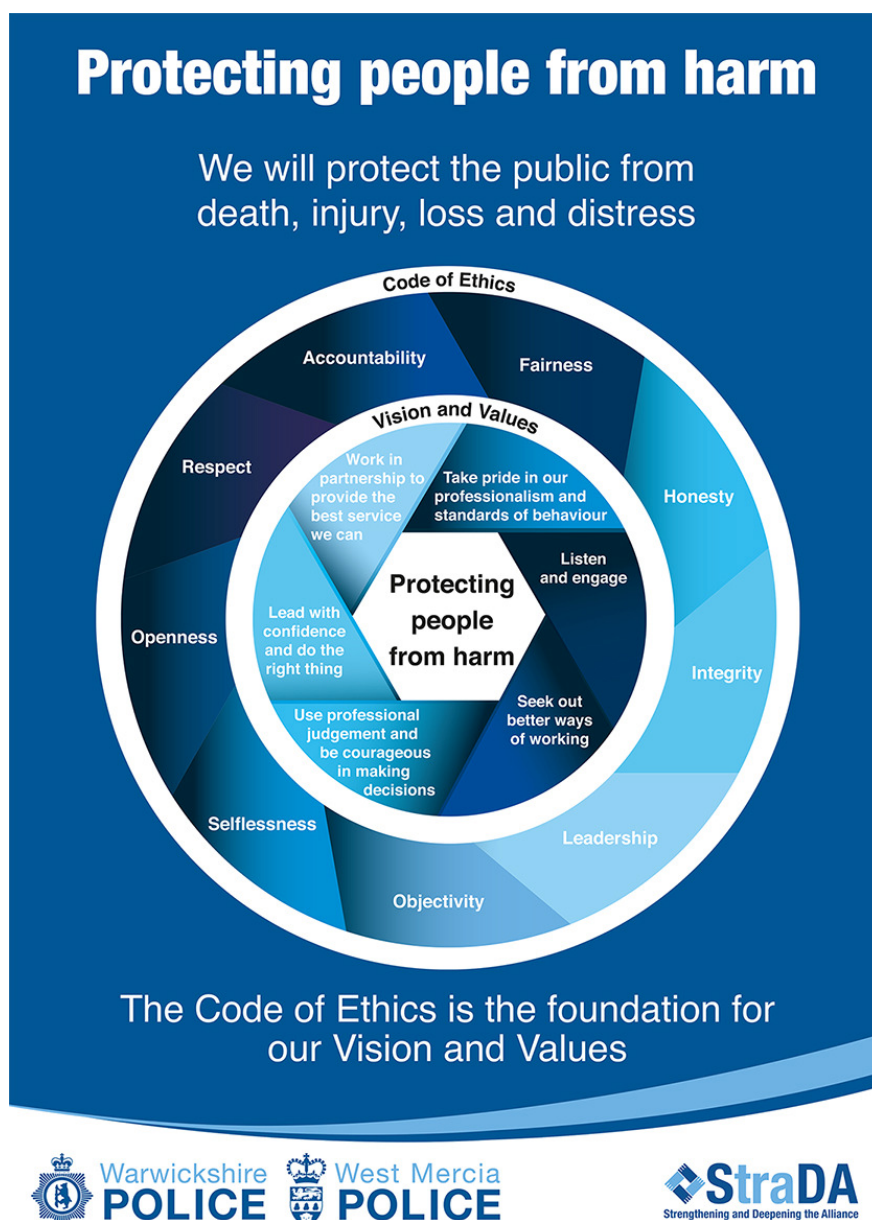 Protecting people from harm
We will protect the public from
death, injury, loss and distress
Code of Ethics
Accountability
Fairness
Honesty
Integrity
Leadership
Objectivity
Selflessness
Openness
Respect
Vision and Values
Work in
partnership to
provide the
best service
we can
Take pride in our
professionalism and
standards of behaviour
Listen
and engage
Seek out
better ways
of working
Use professional
judgement and
be courageous
in making
decisions
Lead with
confidence
and do the
right thing
Protecting
people
from harm
The Code of Ethics is the foundation for
our Vision and Values
Warwickshire
POLICE
West Mercia
POLICE
StraDA
Strengthening and Deepening the Alliance